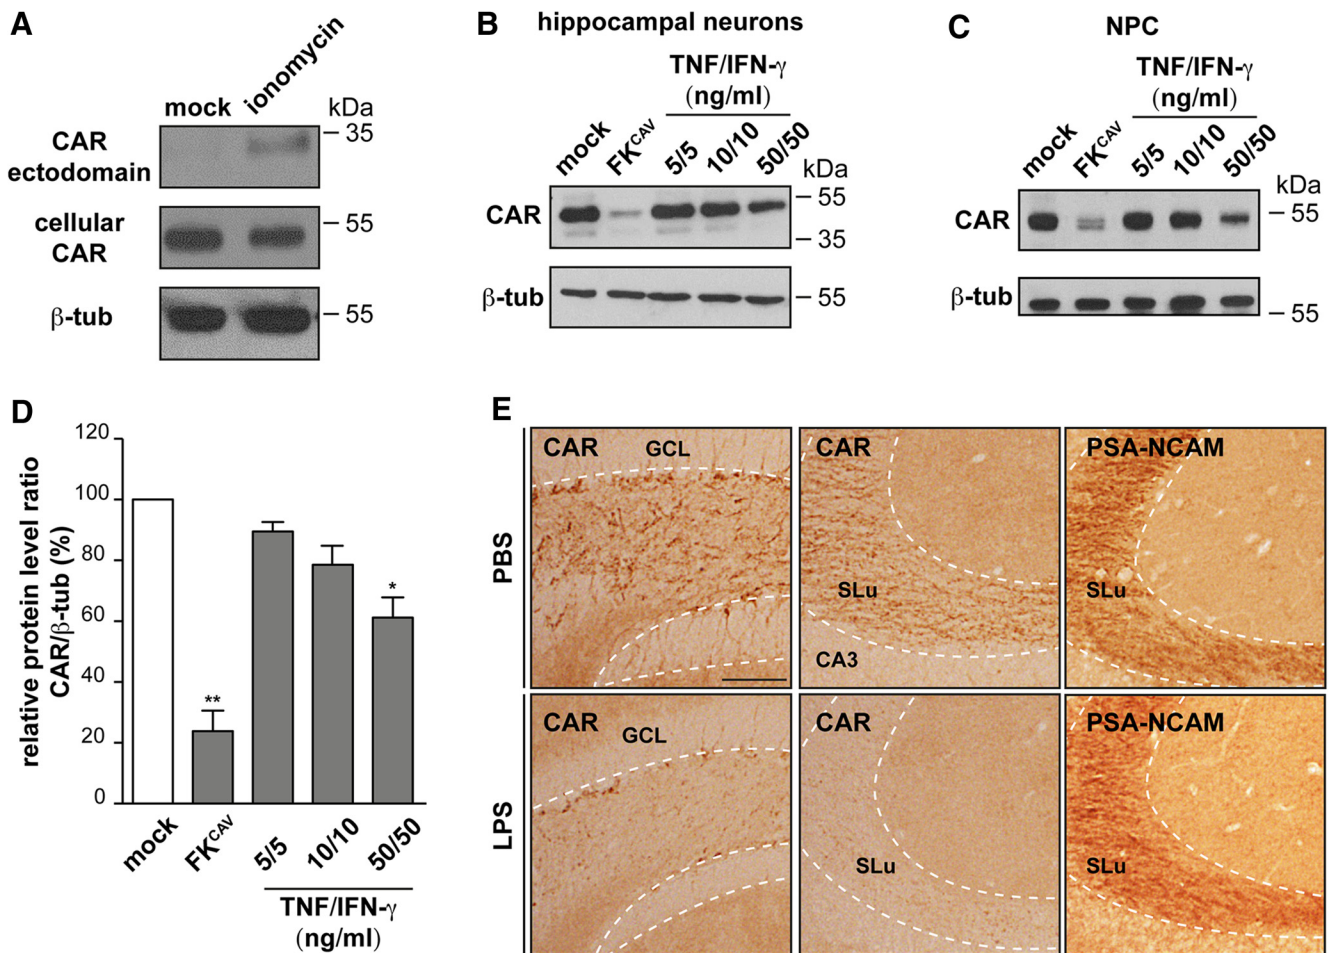 A
mock
ionomycin
kDa
CAR
ectodomain
35
cellular
CAR
55
β-tub
55
B
hippocampal neurons
TNF/IFN-γ
(ng/ml)
mock
FKCAV
5/5
10/10
50/50
kDa
CAR
55
35
β-tub
55
C
NPC
TNF/IFN-γ
(ng/ml)
mock
FKCAV
5/5
10/10
50/50
kDa
CAR
55
β-tub
55
D
relative protein level ratio
CAR/β-tub (%)
120
100
80
60
40
20
0
**
*
mock
FKCAV
5/5
10/10
50/50
TNF/IFN-γ
(ng/ml)
E
PBS
CAR
GCL
CAR
SLu
CA3
PSA-NCAM
SLu
LPS
CAR
GCL
CAR
SLu
PSA-NCAM
SLu